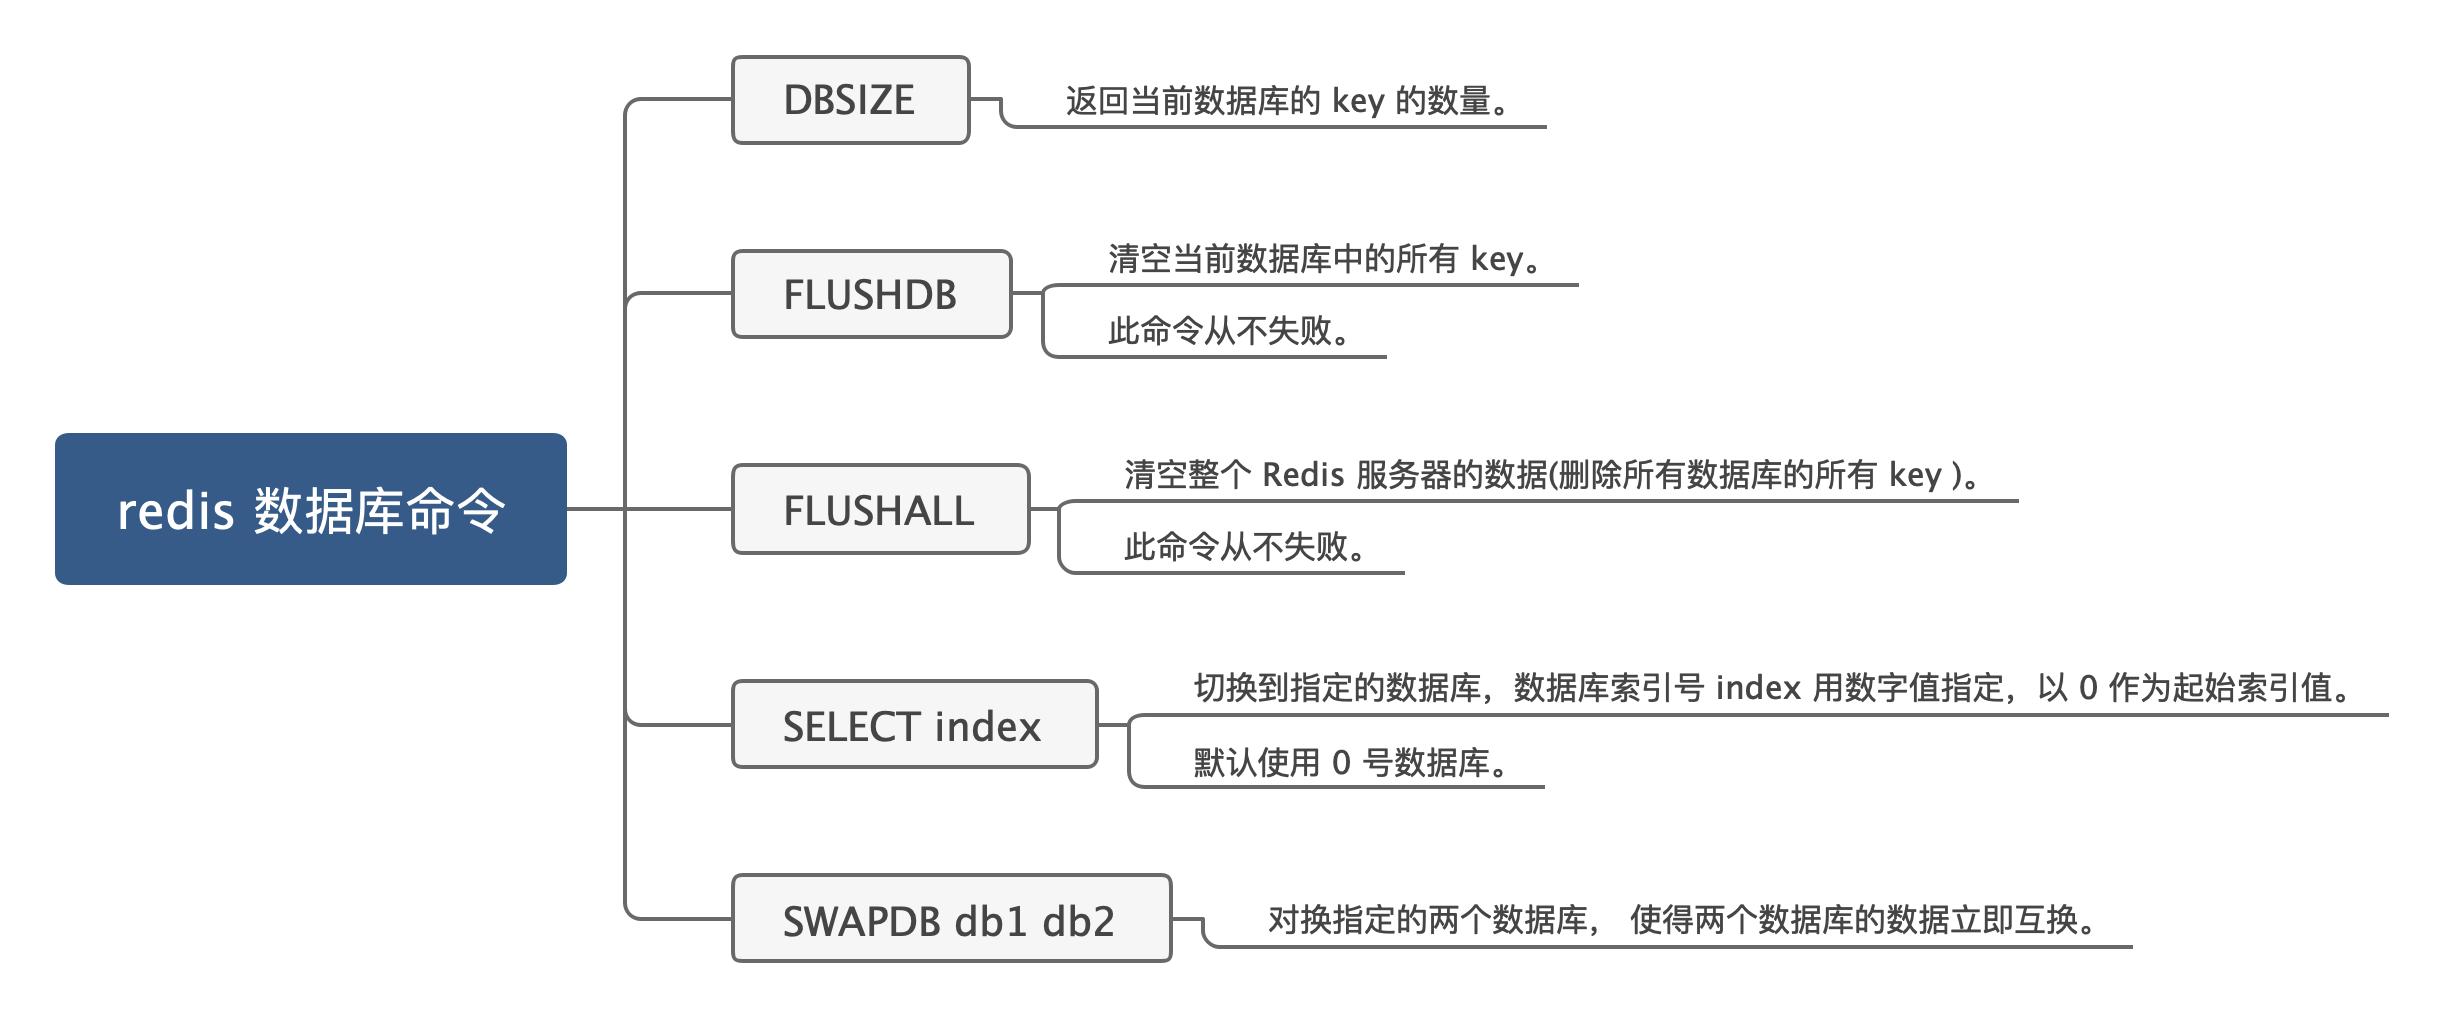 redis 数据库命令
DBSIZE
返回当前数据库的 key 的数量。
FLUSHDB
清空当前数据库中的所有 key。
此命令从不失败。
FLUSHALL
清空整个 Redis 服务器的数据(删除所有数据库的所有 key )。
此命令从不失败。
SELECT index
切换到指定的数据库，数据库索引号 index 用数字值指定，以 0 作为起始索引值。
默认使用 0 号数据库。
SWAPDB db1 db2
对换指定的两个数据库， 使得两个数据库的数据立即互换。